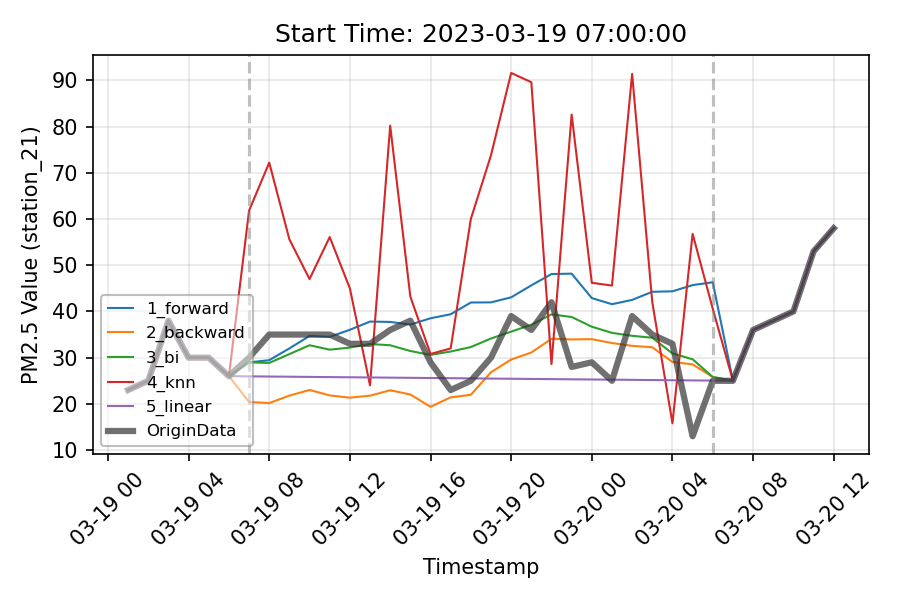 Start Time: 2023-03-19 07:00:00
PM2.5 Value (station_21)
90
80
70
60
50
40
30
20
10
1_forward
2_backward
3_bi
4_knn
5_linear
OriginData
03-19 00
03-19 04
03-19 08
03-19 12
03-19 16
03-19 20
03-20 00
03-20 04
03-20 08
03-20 12
Timestamp